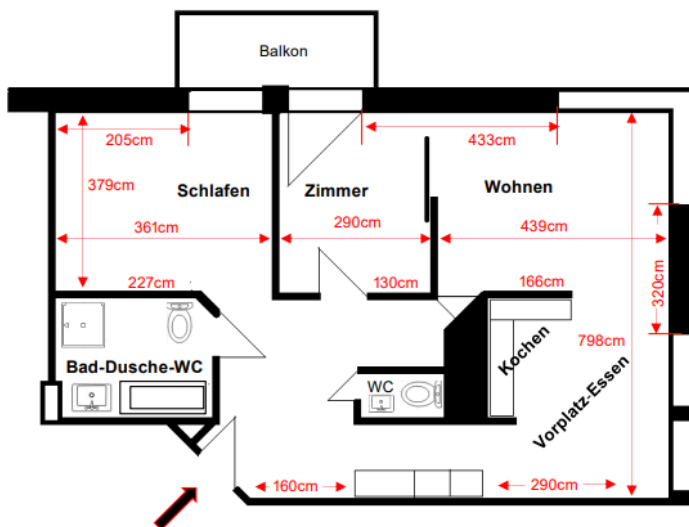 Balkon
205cm
433cm
379cm
Schlafen
Zimmer
Wohnen
361cm
290cm
439cm
320cm
227cm
130cm
166cm
798cm
Kochen
Bad-Dusche-WC
WC
Vorplatz-Essen
160cm
290cm